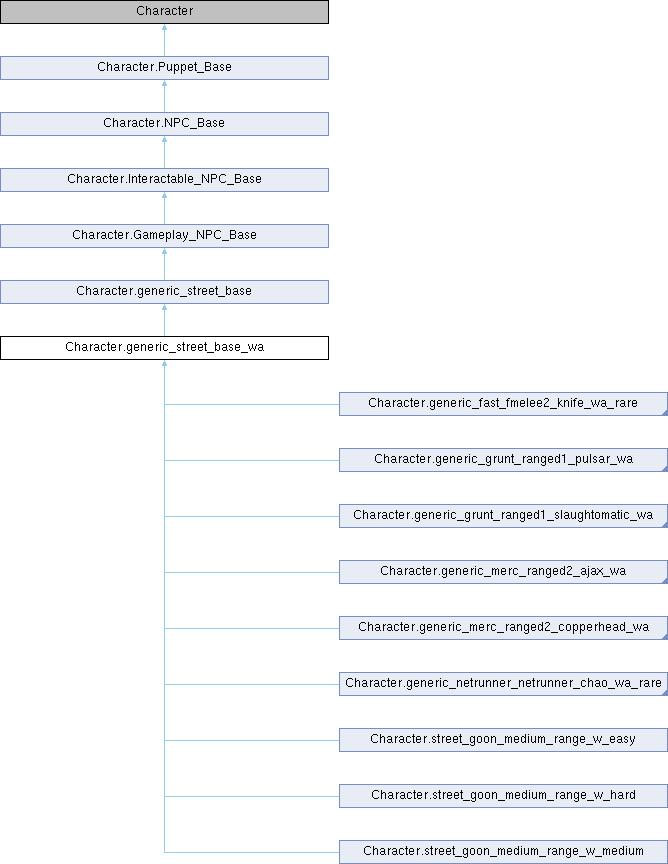 Character
Character.Puppet_Base
Character.NPC_Base
Character.Interactable_NPC_Base
Character.Gameplay_NPC_Base
Character.generic_street_base
Character.generic_street_base_wa
Character.generic_fast_fmelee2_knife_wa_rare
Character.generic_grunt_ranged1_pulsar_wa
Character.generic_grunt_ranged1_slaughtomatic_wa
Character.generic_merc_ranged2_ajax_wa
Character.generic_merc_ranged2_copperhead_wa
Character.generic_netrunner_netrunner_chao_wa_rare
Character.street_goon_medium_range_w_easy
Character.street_goon_medium_range_w_hard
Character.street_goon_medium_range_w_medium